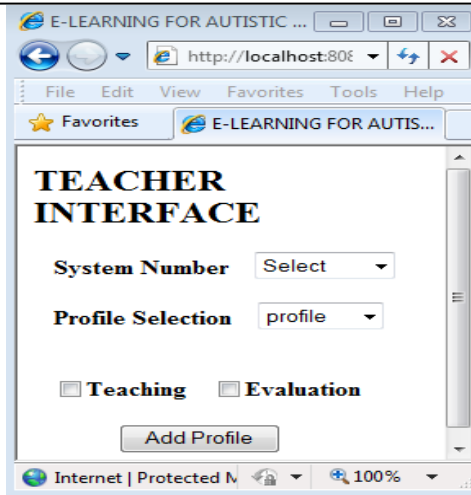 E-LEARNING FOR AUTISTIC ...
http://localhost:808
File Edit View Favorites Tools Help
Favorites E-LEARNING FOR AUTIS...
TEACHER
INTERFACE
System Number Select
Profile Selection profile
Teaching Evaluation
Add Profile
Internet | Protected M 100%